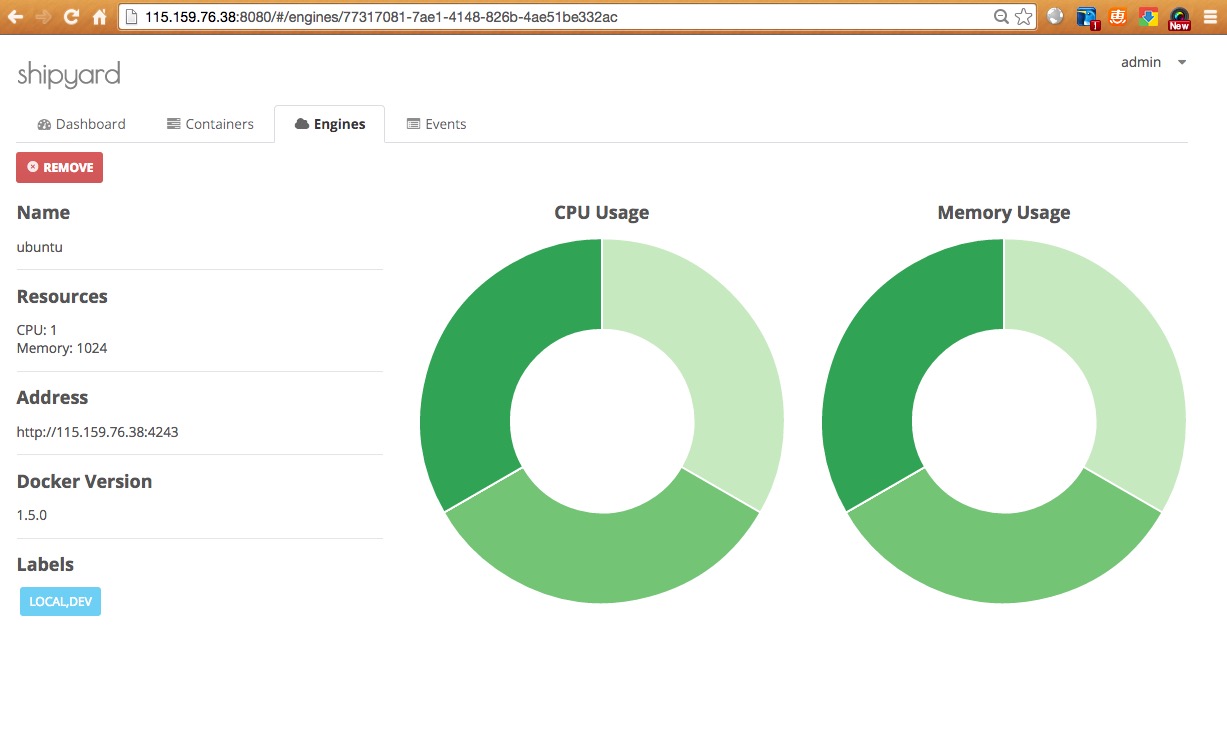 115.159.76.38:8080/#/engines/77317081-7ae1-4148-826b-4ae51be332ac
1
惠
New
shipyard
admin
Dashboard
Containers
Engines
Events
REMOVE
Name
ubuntu
Resources
CPU: 1
Memory: 1024
Address
http://115.159.76.38:4243
Docker Version
1.5.0
Labels
LOCAL,DEV
CPU Usage
Memory Usage